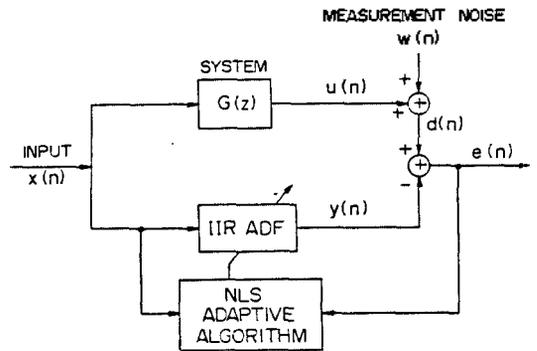 MEASUREMENT NOISE
w(n)
SYSTEM
G(z)
u(n)
+
+
+
d(n)
INPUT
x(n)
+
+
-
e(n)
IIR ADF
y(n)
NLS
ADAPTIVE
ALGORITHM